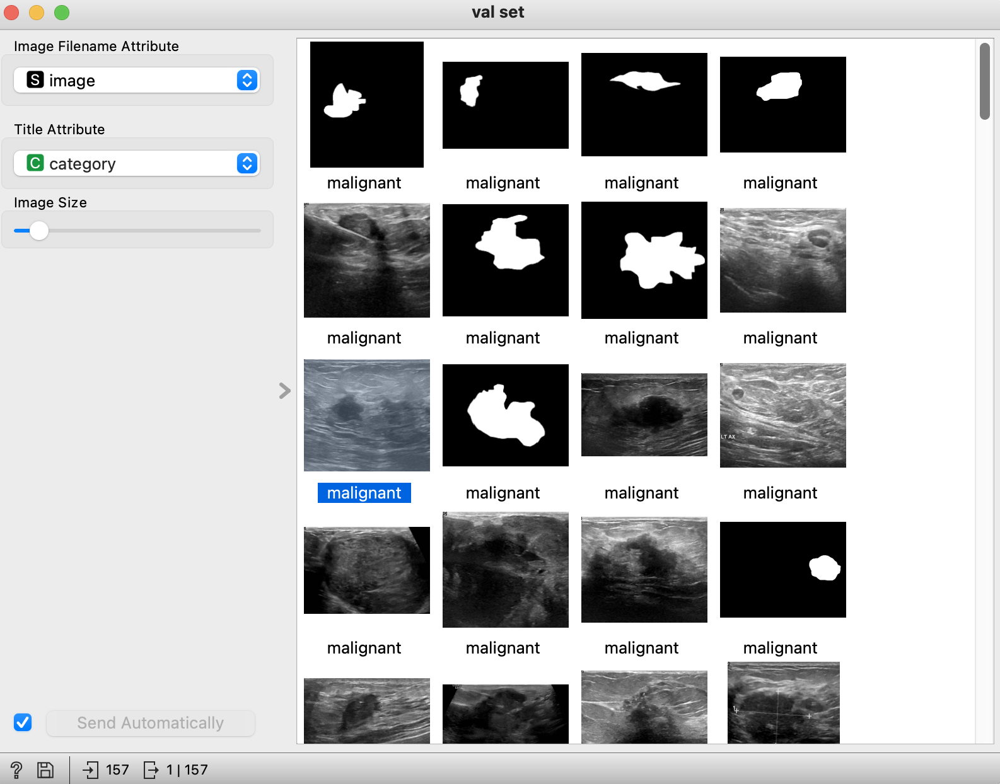 val set
Image Filename Attribute
S image
Title Attribute
C category
Image Size
malignant malignant malignant malignant
malignant malignant malignant malignant
LT AX
malignant malignant malignant malignant
malignant malignant malignant malignant
Send Automatically
? 157 1 | 157